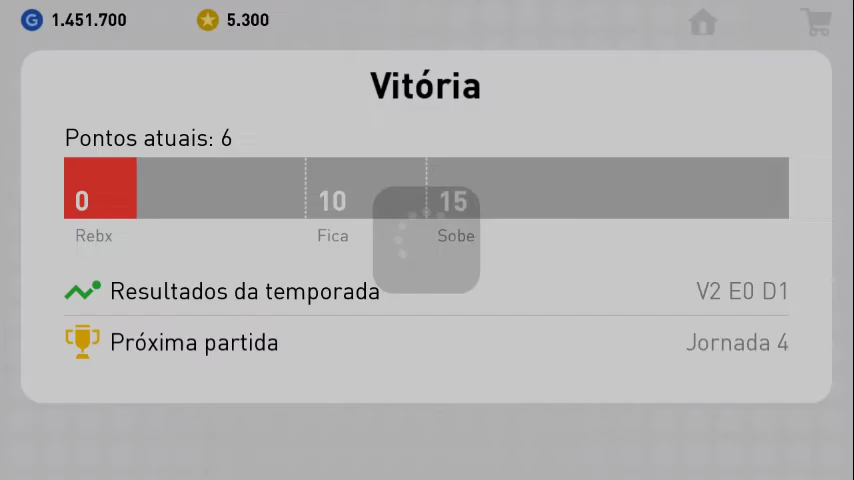 G 1.451.700 5.300
Vitória
Pontos atuais: 6
0 10 15
Rebx Fica Sobe
Resultados da temporada V2 E0 D1
Próxima partida Jornada 4